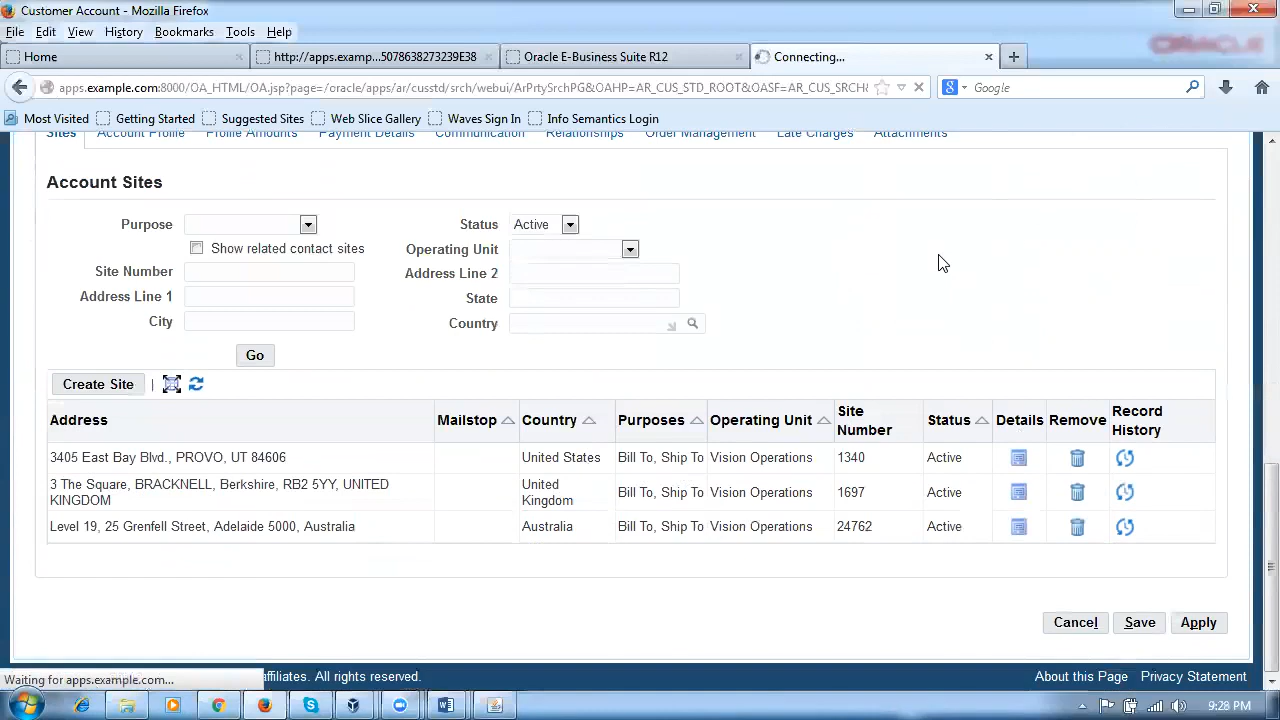 Customer Account - Mozilla Firefox
File Edit View History Bookmarks Tools Help
ORACLE
Home http://apps.examp...5078638273239E38 Oracle E-Business Suite R12 Connecting...
apps.example.com:8000/OA_HTML/OA.jsp?page=/oracle/apps/ar/cusstd/srch/webui/ArPrtySrchPG&OAHP=AR_CUS_STD_ROOT&OASF=AR_CUS_SRCH Google
Most Visited Getting Started Suggested Sites Web Slice Gallery Waves Sign In Info Semantics Login
Sites Account Profile Profile Amounts Payment Details Communication Relationships Order Management Late Charges Attachments
Account Sites
Purpose Status Active
Show related contact sites Operating Unit
Site Number Address Line 2
Address Line 1 State
City Country
Go
Create Site |
Address Mailstop Country Purposes Operating Unit Site Number Status Details Remove Record History
3405 East Bay Blvd., PROVO, UT 84606 United States Bill To, Ship To Vision Operations 1340 Active
3 The Square, BRACKNELL, Berkshire, RB2 5YY, UNITED KINGDOM United Kingdom Bill To, Ship To Vision Operations 1697 Active
Level 19, 25 Grenfell Street, Adelaide 5000, Australia Australia Bill To, Ship To Vision Operations 24762 Active
Cancel Save Apply
Waiting for apps.example.com... affiliates. All rights reserved. About this Page Privacy Statement
9:28 PM